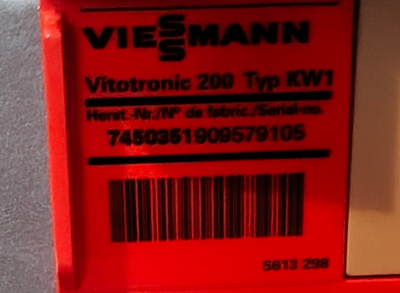 VIESSMANN
Vitotronic 200 Typ KW1
Herst.-Nr./N° de fabric./Serial-no.
7450351909579105
5613 298